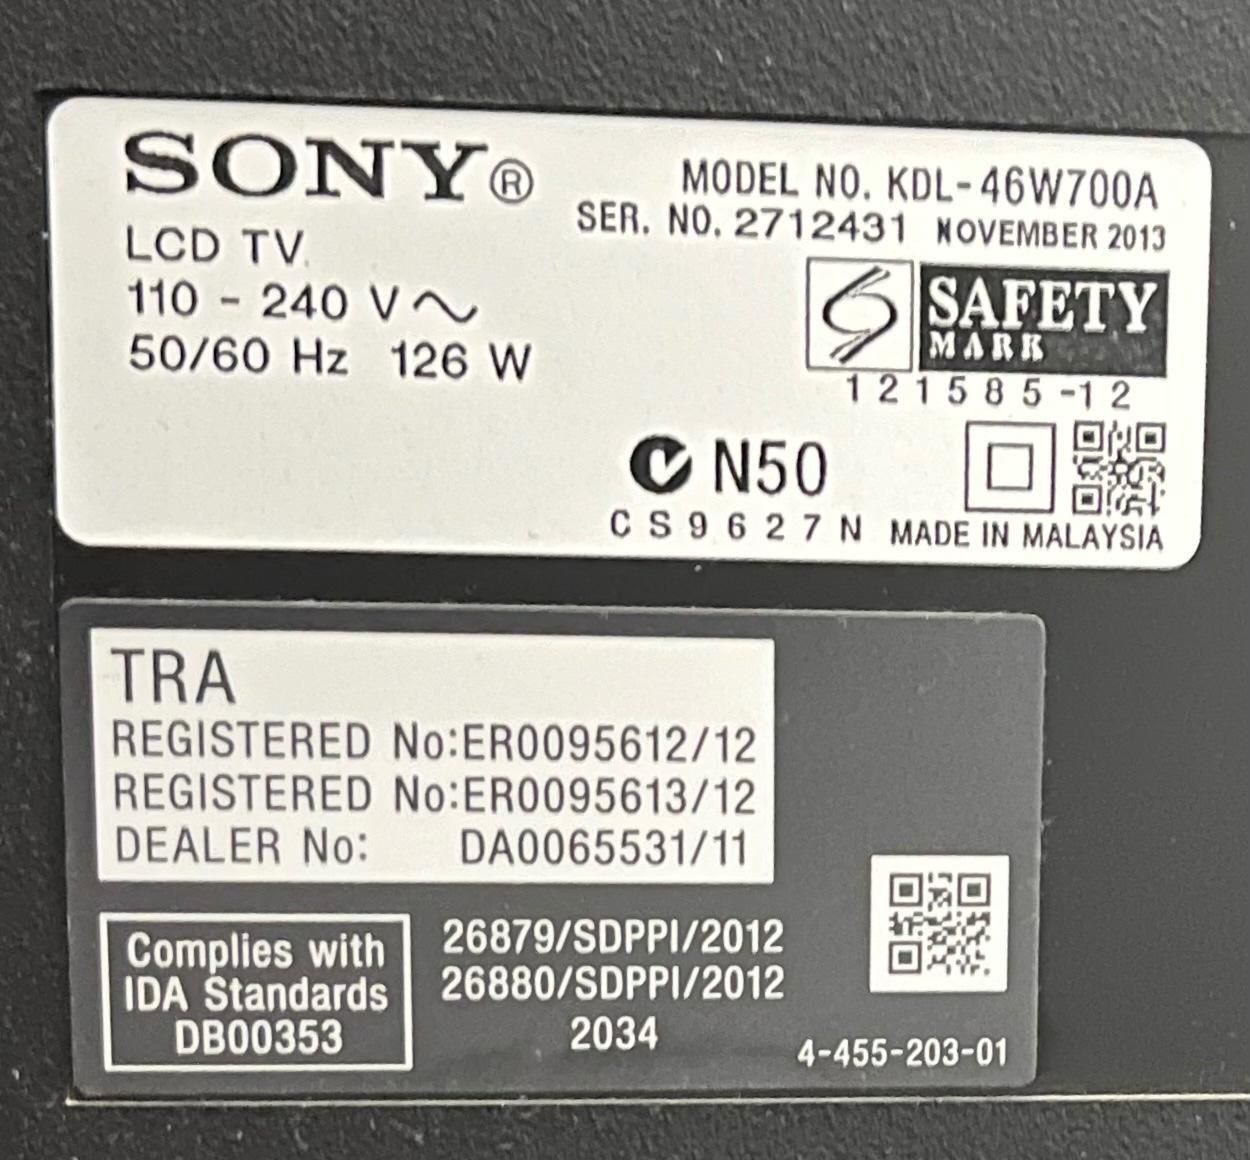 SONY®
LCD TV
110 - 240 V~
50/60 Hz 126 W
MODEL NO. KDL-46W700A
SER. NO. 2712431 NOVEMBER 2013
SAFETY
MARK
121585-12
N50
CS9627N MADE IN MALAYSIA
TRA
REGISTERED No:ER0095612/12
REGISTERED No:ER0095613/12
DEALER No: DA0065531/11
Complies with
IDA Standards
DB00353
26879/SDPPI/2012
26880/SDPPI/2012
2034
4-455-203-01